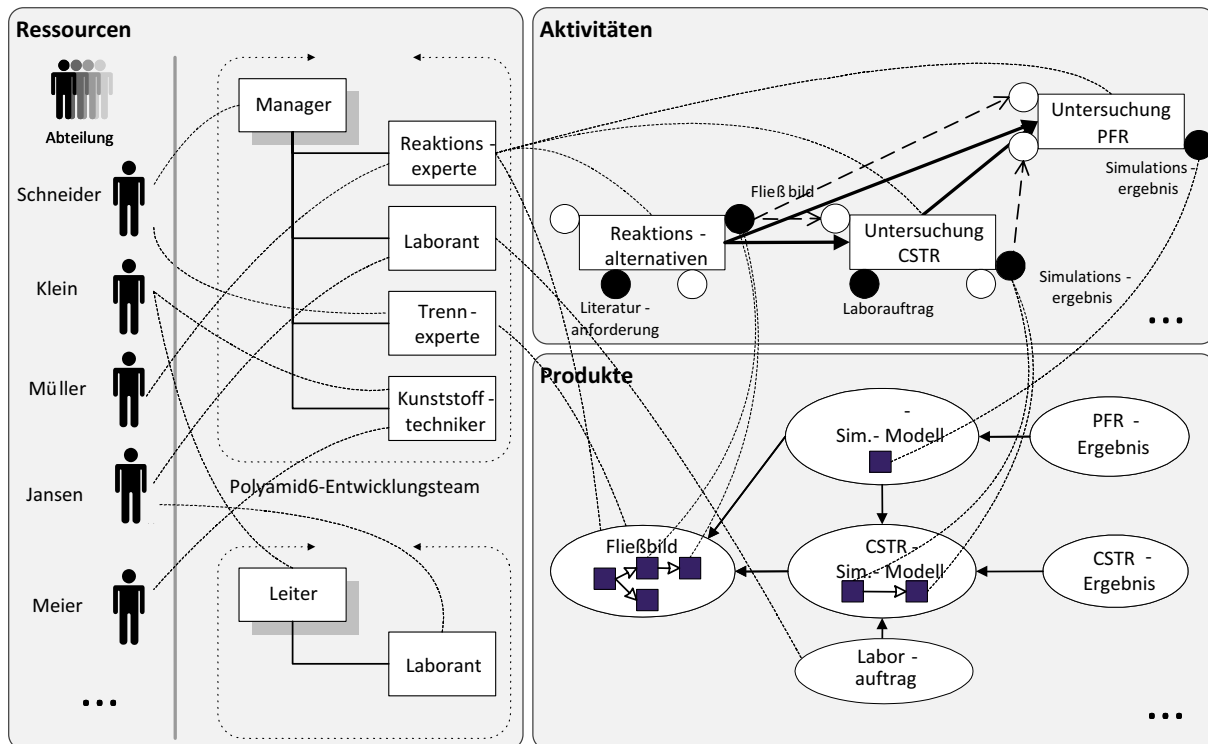 Ressourcen
Abteilung
Schneider
Klein
Müller
Jansen
Meier
...
Manager
Reaktions-
experte
Laborant
Trenn-
experte
Kunststoff-
techniker
Polyamid6-Entwicklungsteam
Leiter
Laborant
Aktivitäten
Untersuchung
PFR
Simulations-
ergebnis
Fließbild
Reaktions-
alternativen
Untersuchung
CSTR
Literatur-
anforderung
Laborauftrag
Simulations-
ergebnis
...
Produkte
-
Sim.- Modell
PFR -
Ergebnis
Fließbild
CSTR-
Sim.- Modell
CSTR -
Ergebnis
Labor-
auftrag
...